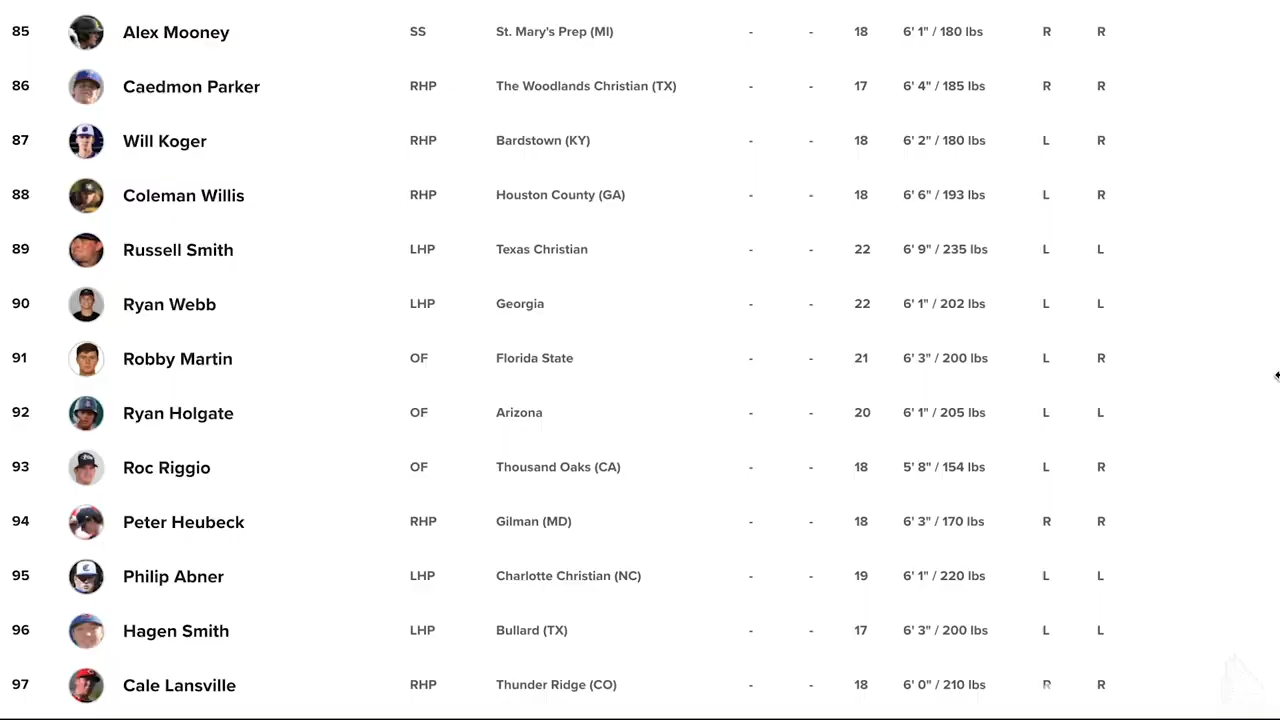 85 Alex Mooney SS St. Mary's Prep (MI) - - 18 6' 1" / 180 lbs R R
86 Caedmon Parker RHP The Woodlands Christian (TX) - - 17 6' 4" / 185 lbs R R
87 Will Koger RHP Bardstown (KY) - - 18 6' 2" / 180 lbs L R
88 Coleman Willis RHP Houston County (GA) - - 18 6' 6" / 193 lbs L R
89 Russell Smith LHP Texas Christian - - 22 6' 9" / 235 lbs L L
90 Ryan Webb LHP Georgia - - 22 6' 1" / 202 lbs L L
91 Robby Martin OF Florida State - - 21 6' 3" / 200 lbs L R
92 Ryan Holgate OF Arizona - - 20 6' 1" / 205 lbs L L
93 Roc Riggio OF Thousand Oaks (CA) - - 18 5' 8" / 154 lbs L R
94 Peter Heubeck RHP Gilman (MD) - - 18 6' 3" / 170 lbs R R
95 Philip Abner LHP Charlotte Christian (NC) - - 19 6' 1" / 220 lbs L L
96 Hagen Smith LHP Bullard (TX) - - 17 6' 3" / 200 lbs L L
97 Cale Lansville RHP Thunder Ridge (CO) - - 18 6' 0" / 210 lbs R R